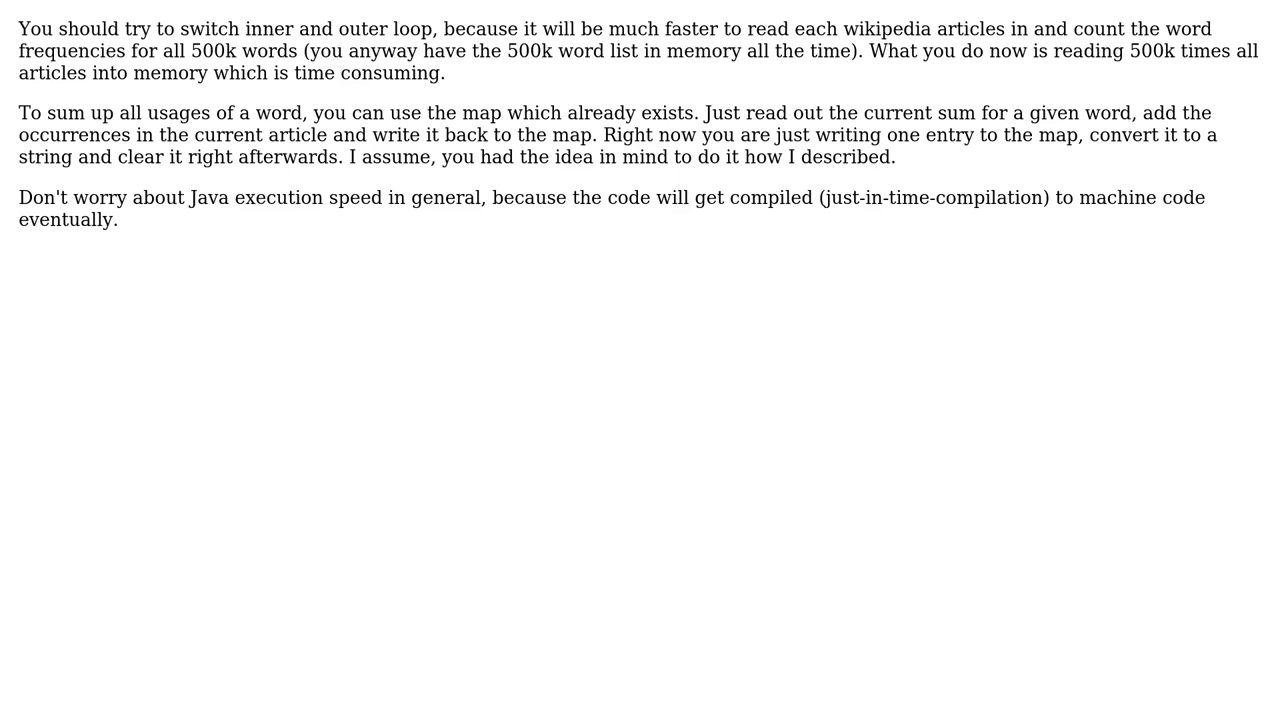 You should try to switch inner and outer loop, because it will be much faster to read each wikipedia articles in and count the word
frequencies for all 500k words (you anyway have the 500k word list in memory all the time). What you do now is reading 500k times all
articles into memory which is time consuming.
To sum up all usages of a word, you can use the map which already exists. Just read out the current sum for a given word, add the
occurrences in the current article and write it back to the map. Right now you are just writing one entry to the map, convert it to a
string and clear it right afterwards. I assume, you had the idea in mind to do it how I described.
Don't worry about Java execution speed in general, because the code will get compiled (just-in-time-compilation) to machine code
eventually.